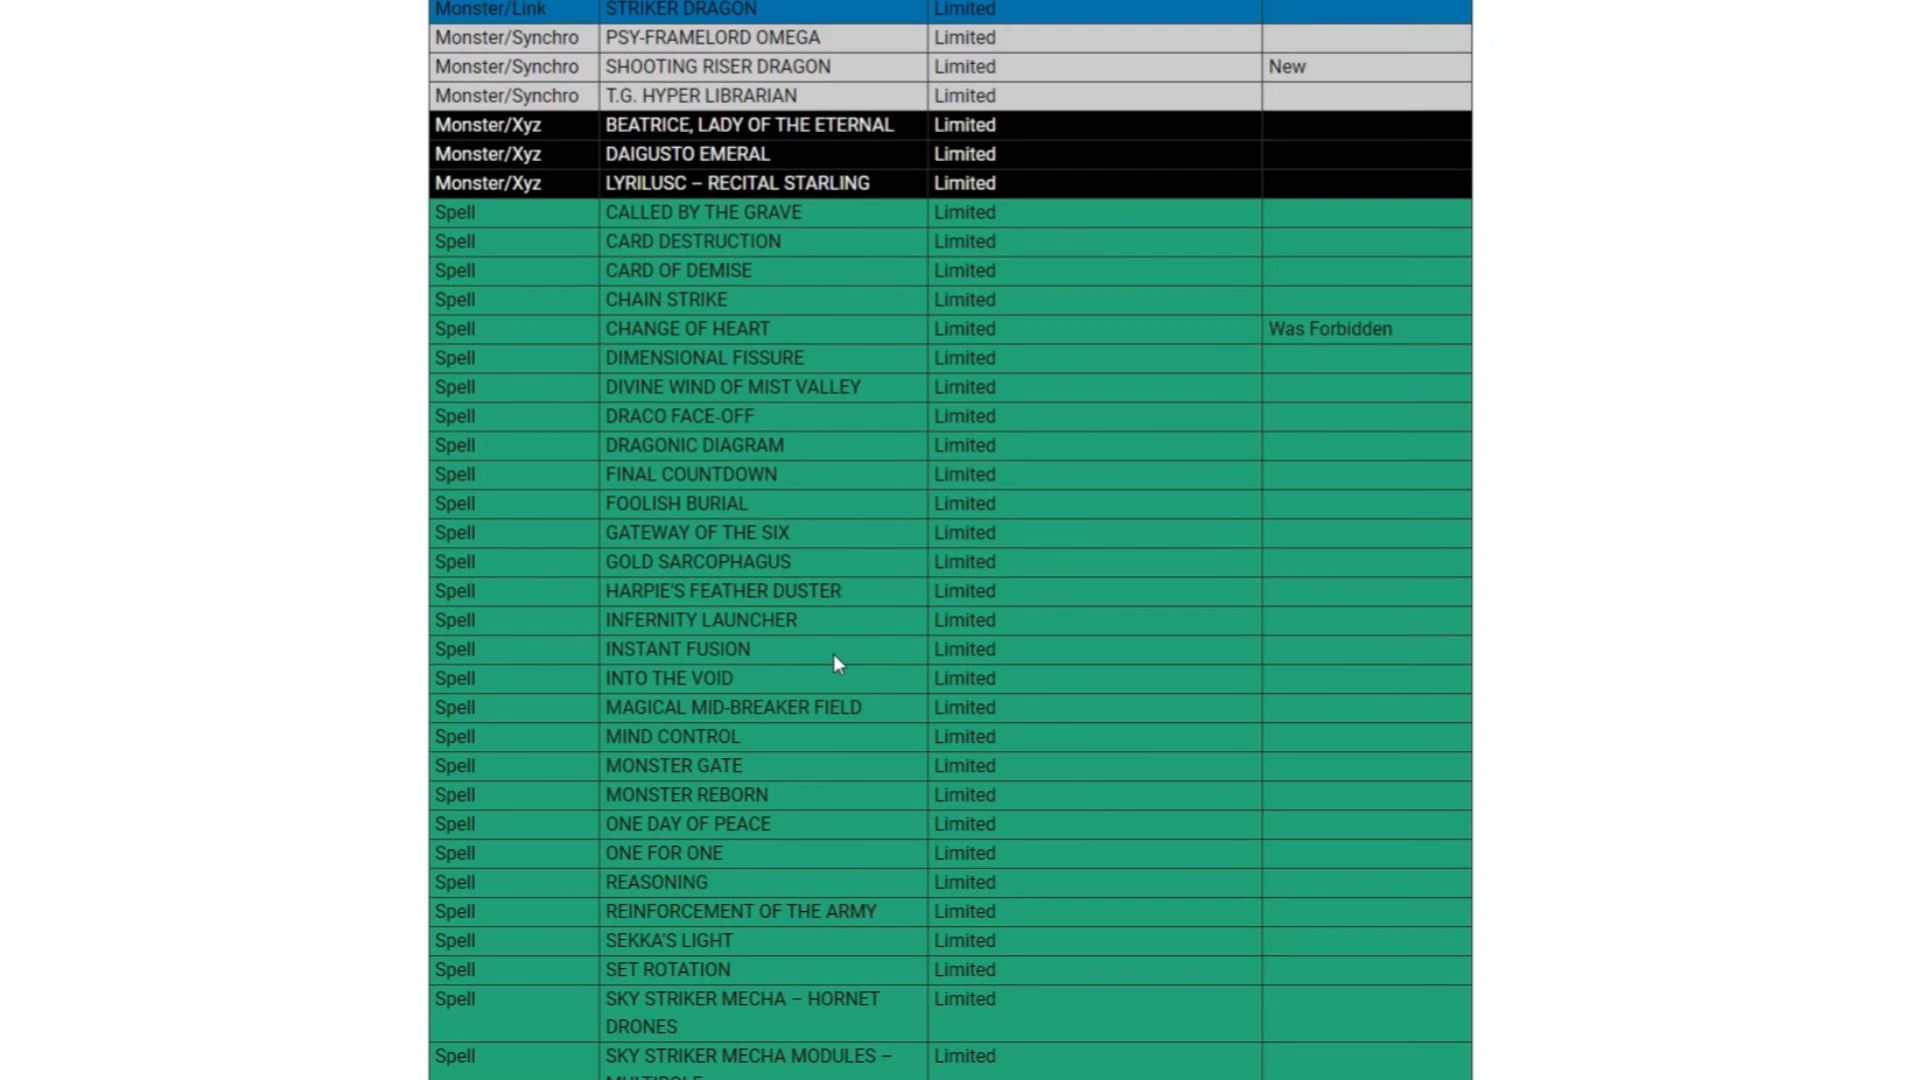 Monster/Link STRIKER DRAGON Limited
Monster/Synchro PSY-FRAMELORD OMEGA Limited
Monster/Synchro SHOOTING RISER DRAGON Limited New
Monster/Synchro T.G. HYPER LIBRARIAN Limited
Monster/Xyz BEATRICE, LADY OF THE ETERNAL Limited
Monster/Xyz DAIGUSTO EMERAL Limited
Monster/Xyz LYRILUSC – RECITAL STARLING Limited
Spell CALLED BY THE GRAVE Limited
Spell CARD DESTRUCTION Limited
Spell CARD OF DEMISE Limited
Spell CHAIN STRIKE Limited
Spell CHANGE OF HEART Limited Was Forbidden
Spell DIMENSIONAL FISSURE Limited
Spell DIVINE WIND OF MIST VALLEY Limited
Spell DRACO FACE-OFF Limited
Spell DRAGONIC DIAGRAM Limited
Spell FINAL COUNTDOWN Limited
Spell FOOLISH BURIAL Limited
Spell GATEWAY OF THE SIX Limited
Spell GOLD SARCOPHAGUS Limited
Spell HARPIE'S FEATHER DUSTER Limited
Spell INFERNITY LAUNCHER Limited
Spell INSTANT FUSION Limited
Spell INTO THE VOID Limited
Spell MAGICAL MID-BREAKER FIELD Limited
Spell MIND CONTROL Limited
Spell MONSTER GATE Limited
Spell MONSTER REBORN Limited
Spell ONE DAY OF PEACE Limited
Spell ONE FOR ONE Limited
Spell REASONING Limited
Spell REINFORCEMENT OF THE ARMY Limited
Spell SEKKA'S LIGHT Limited
Spell SET ROTATION Limited
Spell SKY STRIKER MECHA – HORNET Limited
DRONES
Spell SKY STRIKER MECHA MODULES – Limited